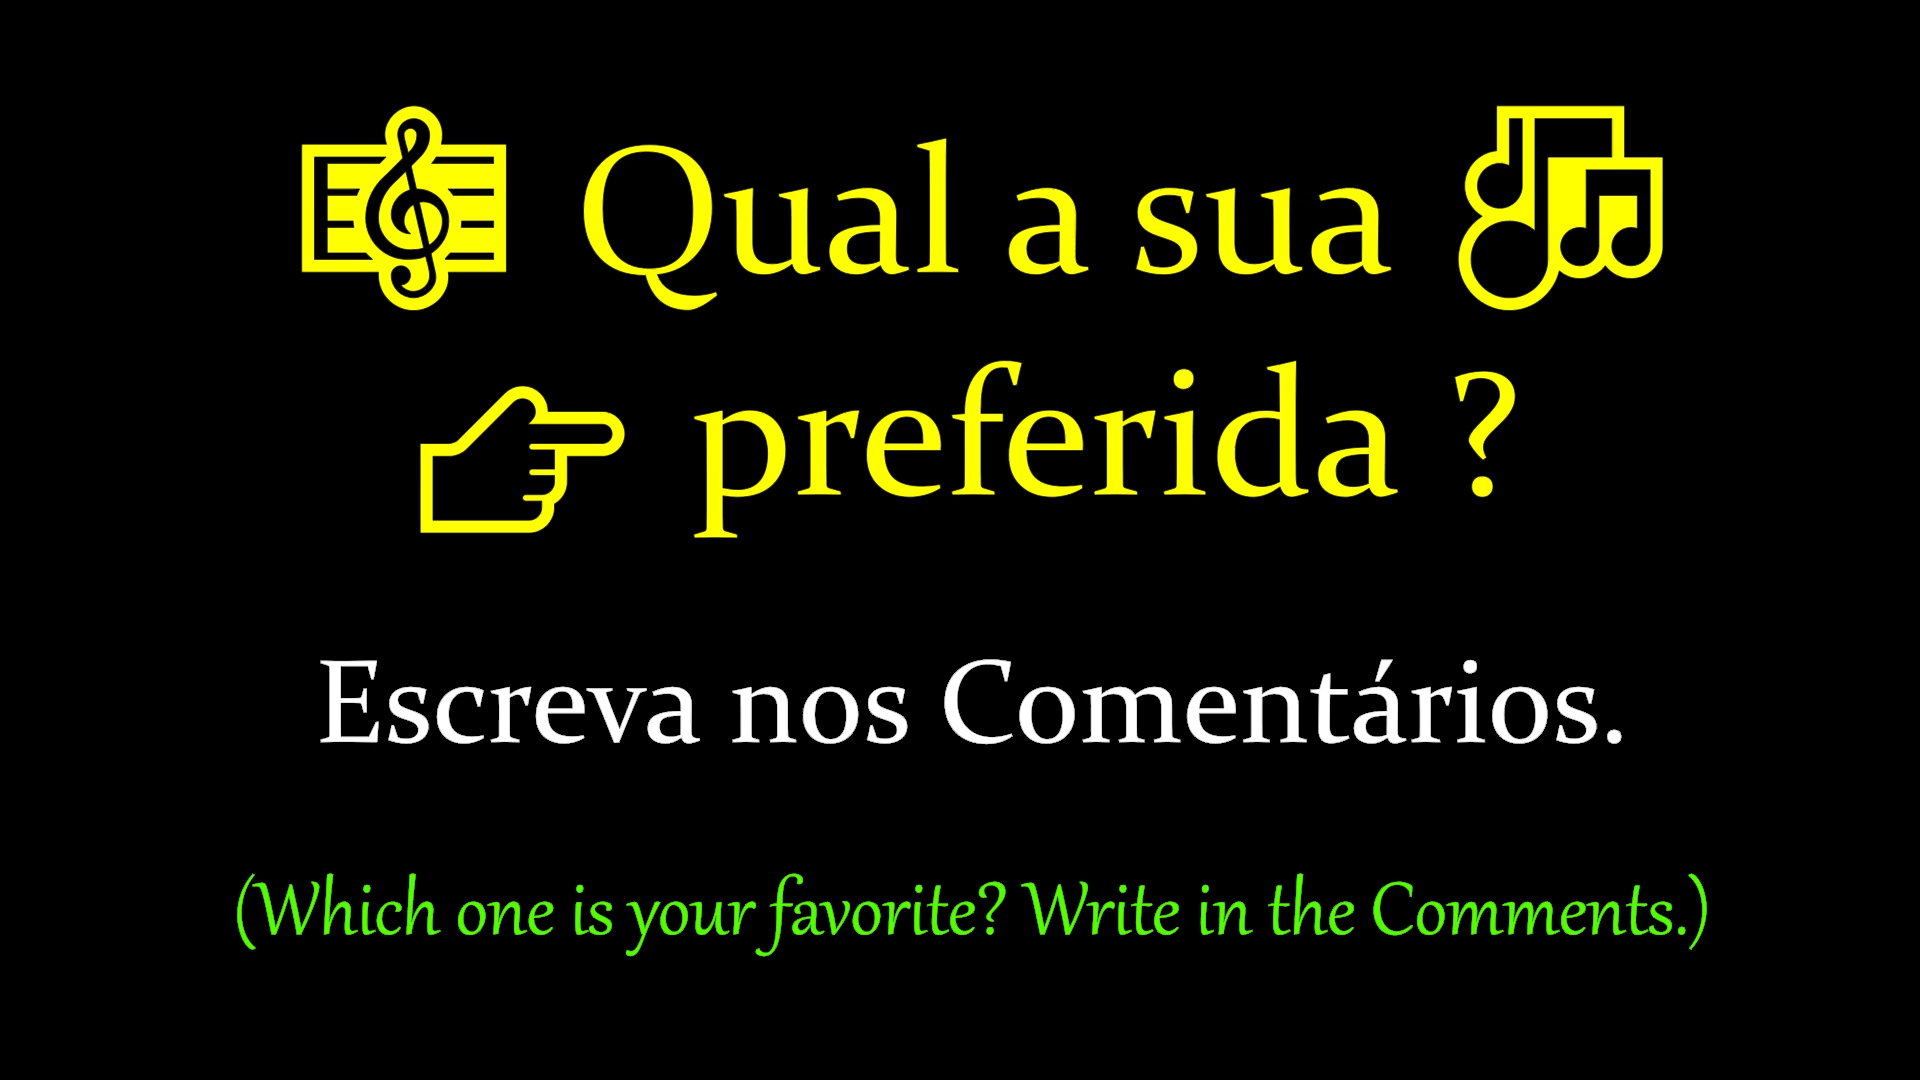 🎼 Qual a sua 🎶
👉 preferida ?
Escreva nos Comentários.
(Which one is your favorite? Write in the Comments.)